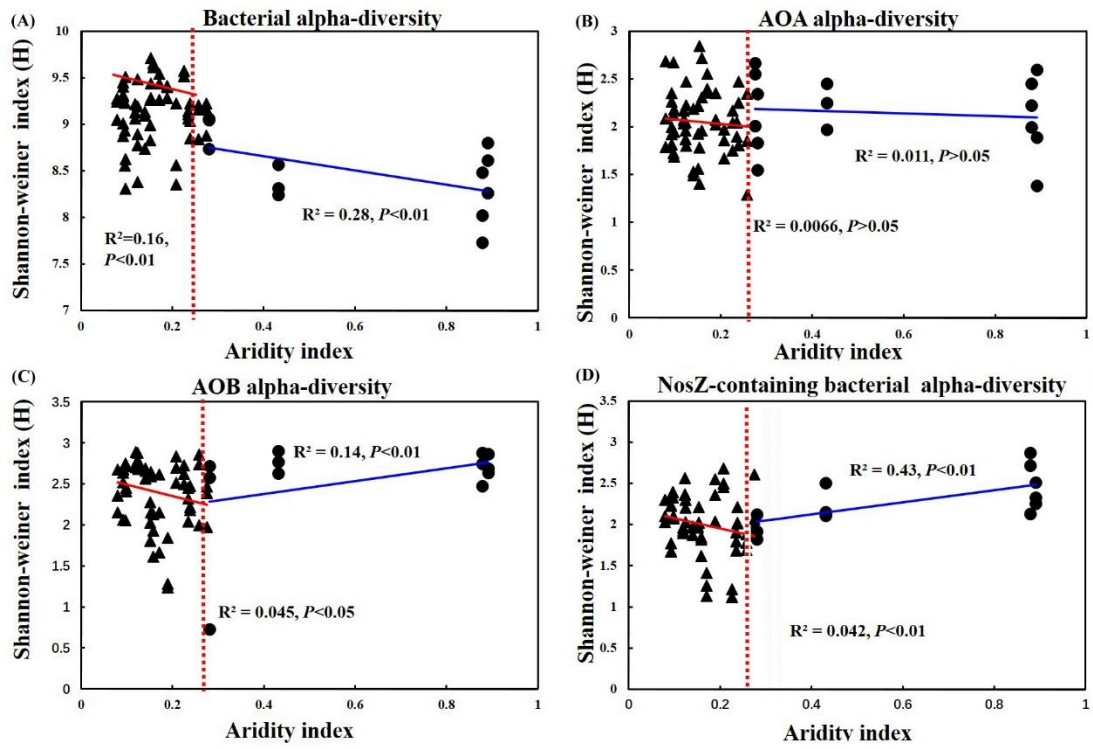 (A) Bacterial alpha-diversity
Shannon-weiner index (H)
10
9.5
9
8.5
8
7.5
7
R²=0.16,
P<0.01
R² = 0.28, P<0.01
0 0.2 0.4 0.6 0.8 1
Aridity index
(B) AOA alpha-diversity
Shannon-weiner index (H)
3
2.5
2
1.5
1
0.5
0
R² = 0.011, P>0.05
R² = 0.0066, P>0.05
0 0.2 0.4 0.6 0.8 1
Aridity index
(C) AOB alpha-diversity
Shannon-weiner index (H)
3.5
3
2.5
2
1.5
1
0.5
0
R² = 0.14, P<0.01
R² = 0.045, P<0.05
0 0.2 0.4 0.6 0.8 1
Aridity index
(D) NosZ-containing bacterial alpha-diversity
Shannon-weiner index (H)
3.5
3
2.5
2
1.5
1
0.5
0
R² = 0.43, P<0.01
R² = 0.042, P<0.01
0 0.2 0.4 0.6 0.8 1
Aridity index